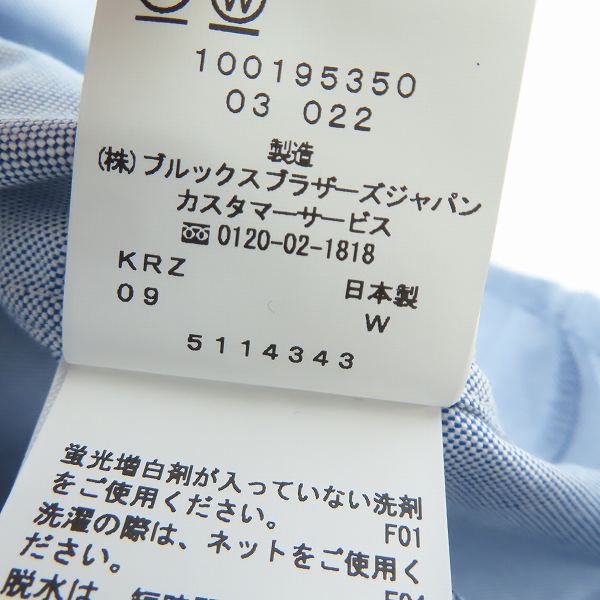 W
100195350
03 022
製造
(株)ブルックスブラザーズジャパン
カスタマーサービス
0120-02-1818
KRZ 日本製
09 W
5114343
蛍光増白剤が入っていない洗剤
をご使用ください。 F01
洗濯の際は、ネットをご使用く
ださい。
脱水は、